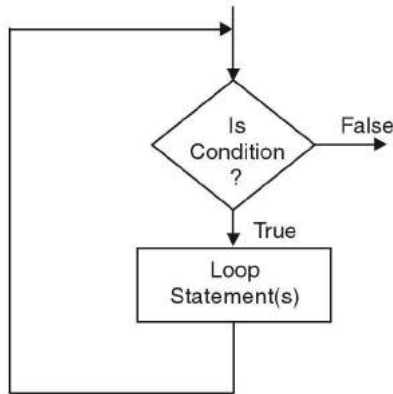 Is
Condition
?
False
True
Loop
Statement(s)